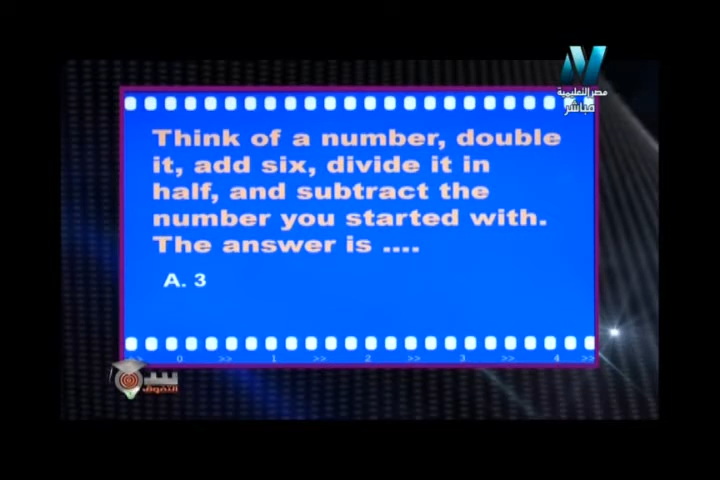 مصر التعليمية
مباشر
Think of a number, double
it, add six, divide it in
half, and subtract the
number you started with.
The answer is ....
A. 3
>> 0 >> 1 >> 2 >> 3 >> 4 >>
التفوق